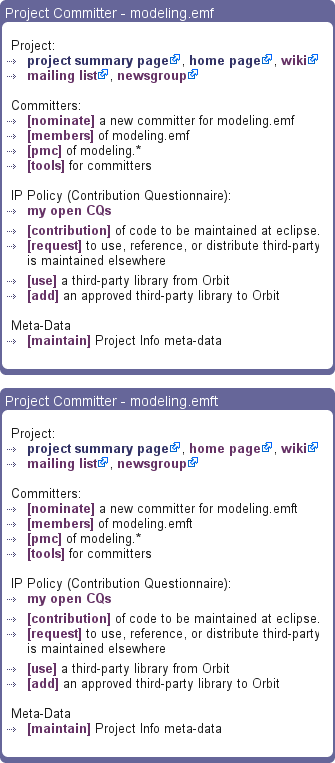 Project Committer - modeling.emf
Project:
project summary page, home page, wiki
mailing list, newsgroup
Committers:
[nominate] a new committer for modeling.emf
[members] of modeling.emf
[pmc] of modeling.*
[tools] for committers
IP Policy (Contribution Questionnaire):
my open CQs
[contribution] of code to be maintained at eclipse.
[request] to use, reference, or distribute third-party
is maintained elsewhere
[use] a third-party library from Orbit
[add] an approved third-party library to Orbit
Meta-Data
[maintain] Project Info meta-data
Project Committer - modeling.emft
Project:
project summary page, home page, wiki
mailing list, newsgroup
Committers:
[nominate] a new committer for modeling.emft
[members] of modeling.emft
[pmc] of modeling.*
[tools] for committers
IP Policy (Contribution Questionnaire):
my open CQs
[contribution] of code to be maintained at eclipse.
[request] to use, reference, or distribute third-party
is maintained elsewhere
[use] a third-party library from Orbit
[add] an approved third-party library to Orbit
Meta-Data
[maintain] Project Info meta-data